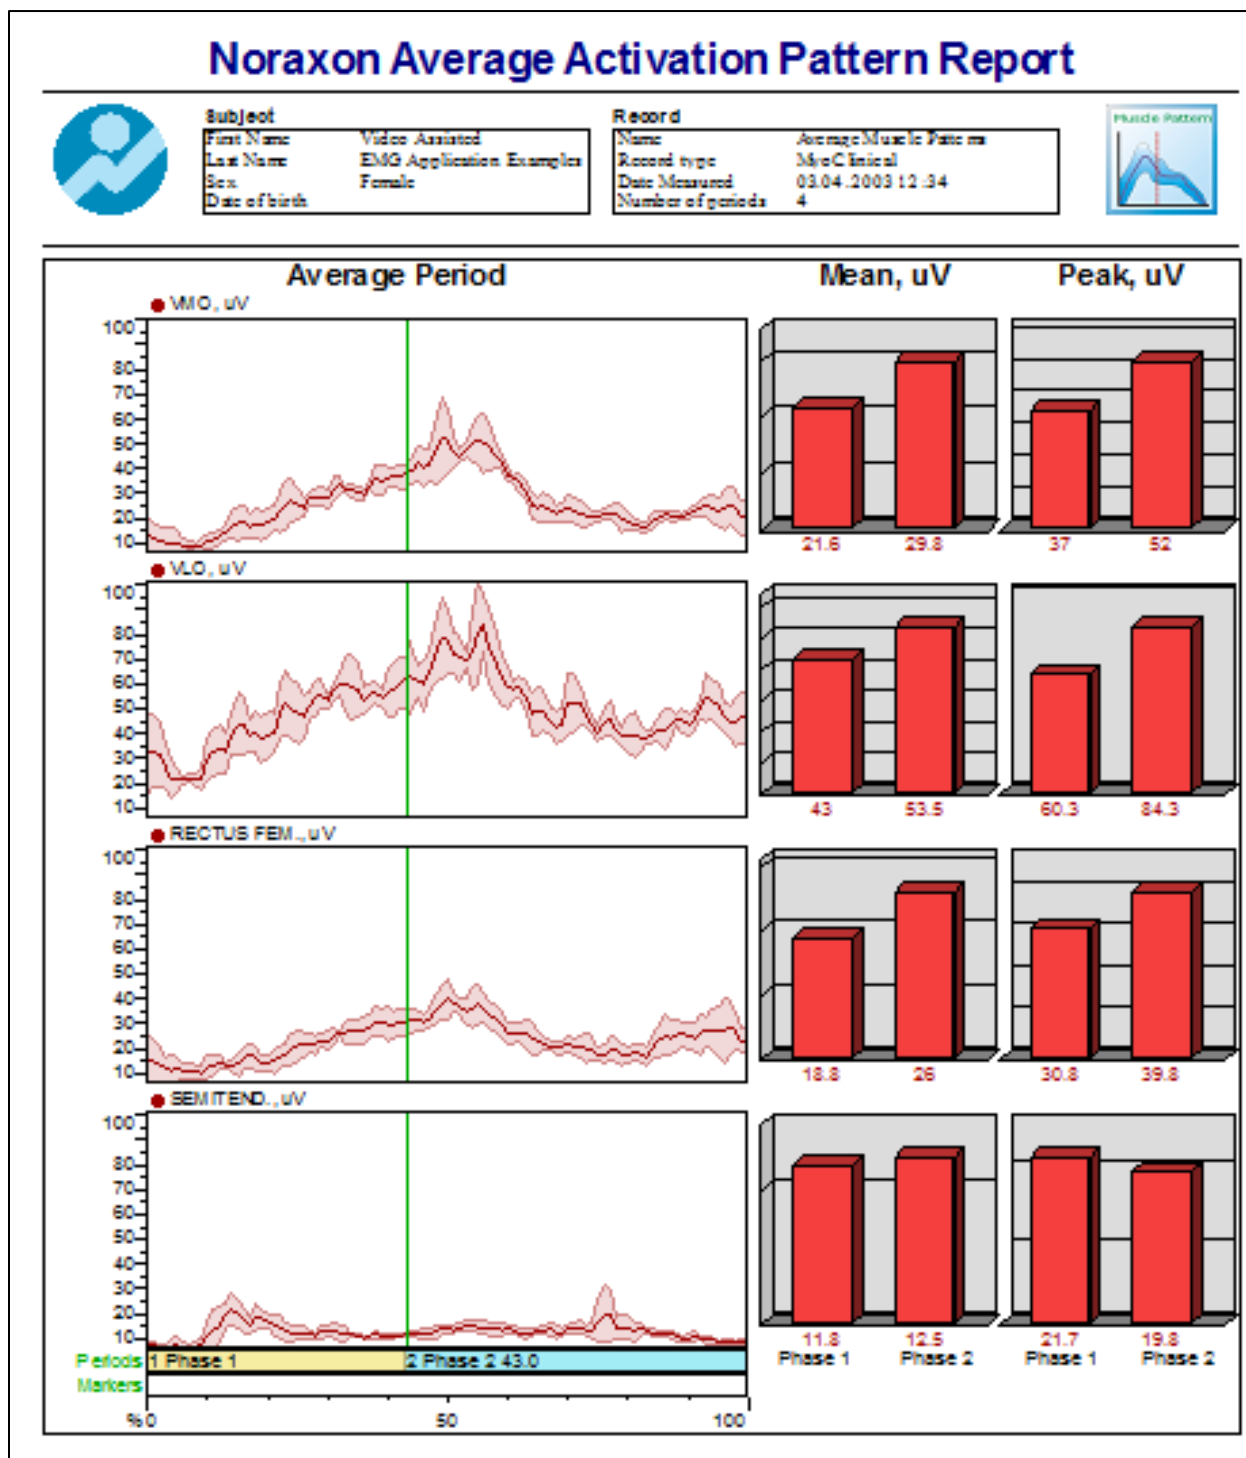 Noraxon Average Activation Pattern Report
Subject
First Name Video Assisted
Last Name EMG Application Examples
Sex Female
Date of birth
Record
Name Average Muscle Patterns
Record type MyoClinical
Date Measured 03.04.2003 12:34
Number of periods 4
Muscle Pattern
Average Period Mean, uV Peak, uV
VMO, uV
100
80
70
60
50
40
30
20
10
21.6 29.8 37 52
VLO, uV
100
80
70
60
50
40
30
20
10
43 53.5 60.3 84.3
RECTUS FEM., uV
100
80
70
60
50
40
30
20
10
18.8 26 30.8 39.8
SEMITEND., uV
100
80
70
60
50
40
30
20
10
11.8 12.5 21.7 19.8
Phase 1 Phase 2 Phase 1 Phase 2
Periods 1 Phase 1 2 Phase 2 43.0
Markers
%0 50 100